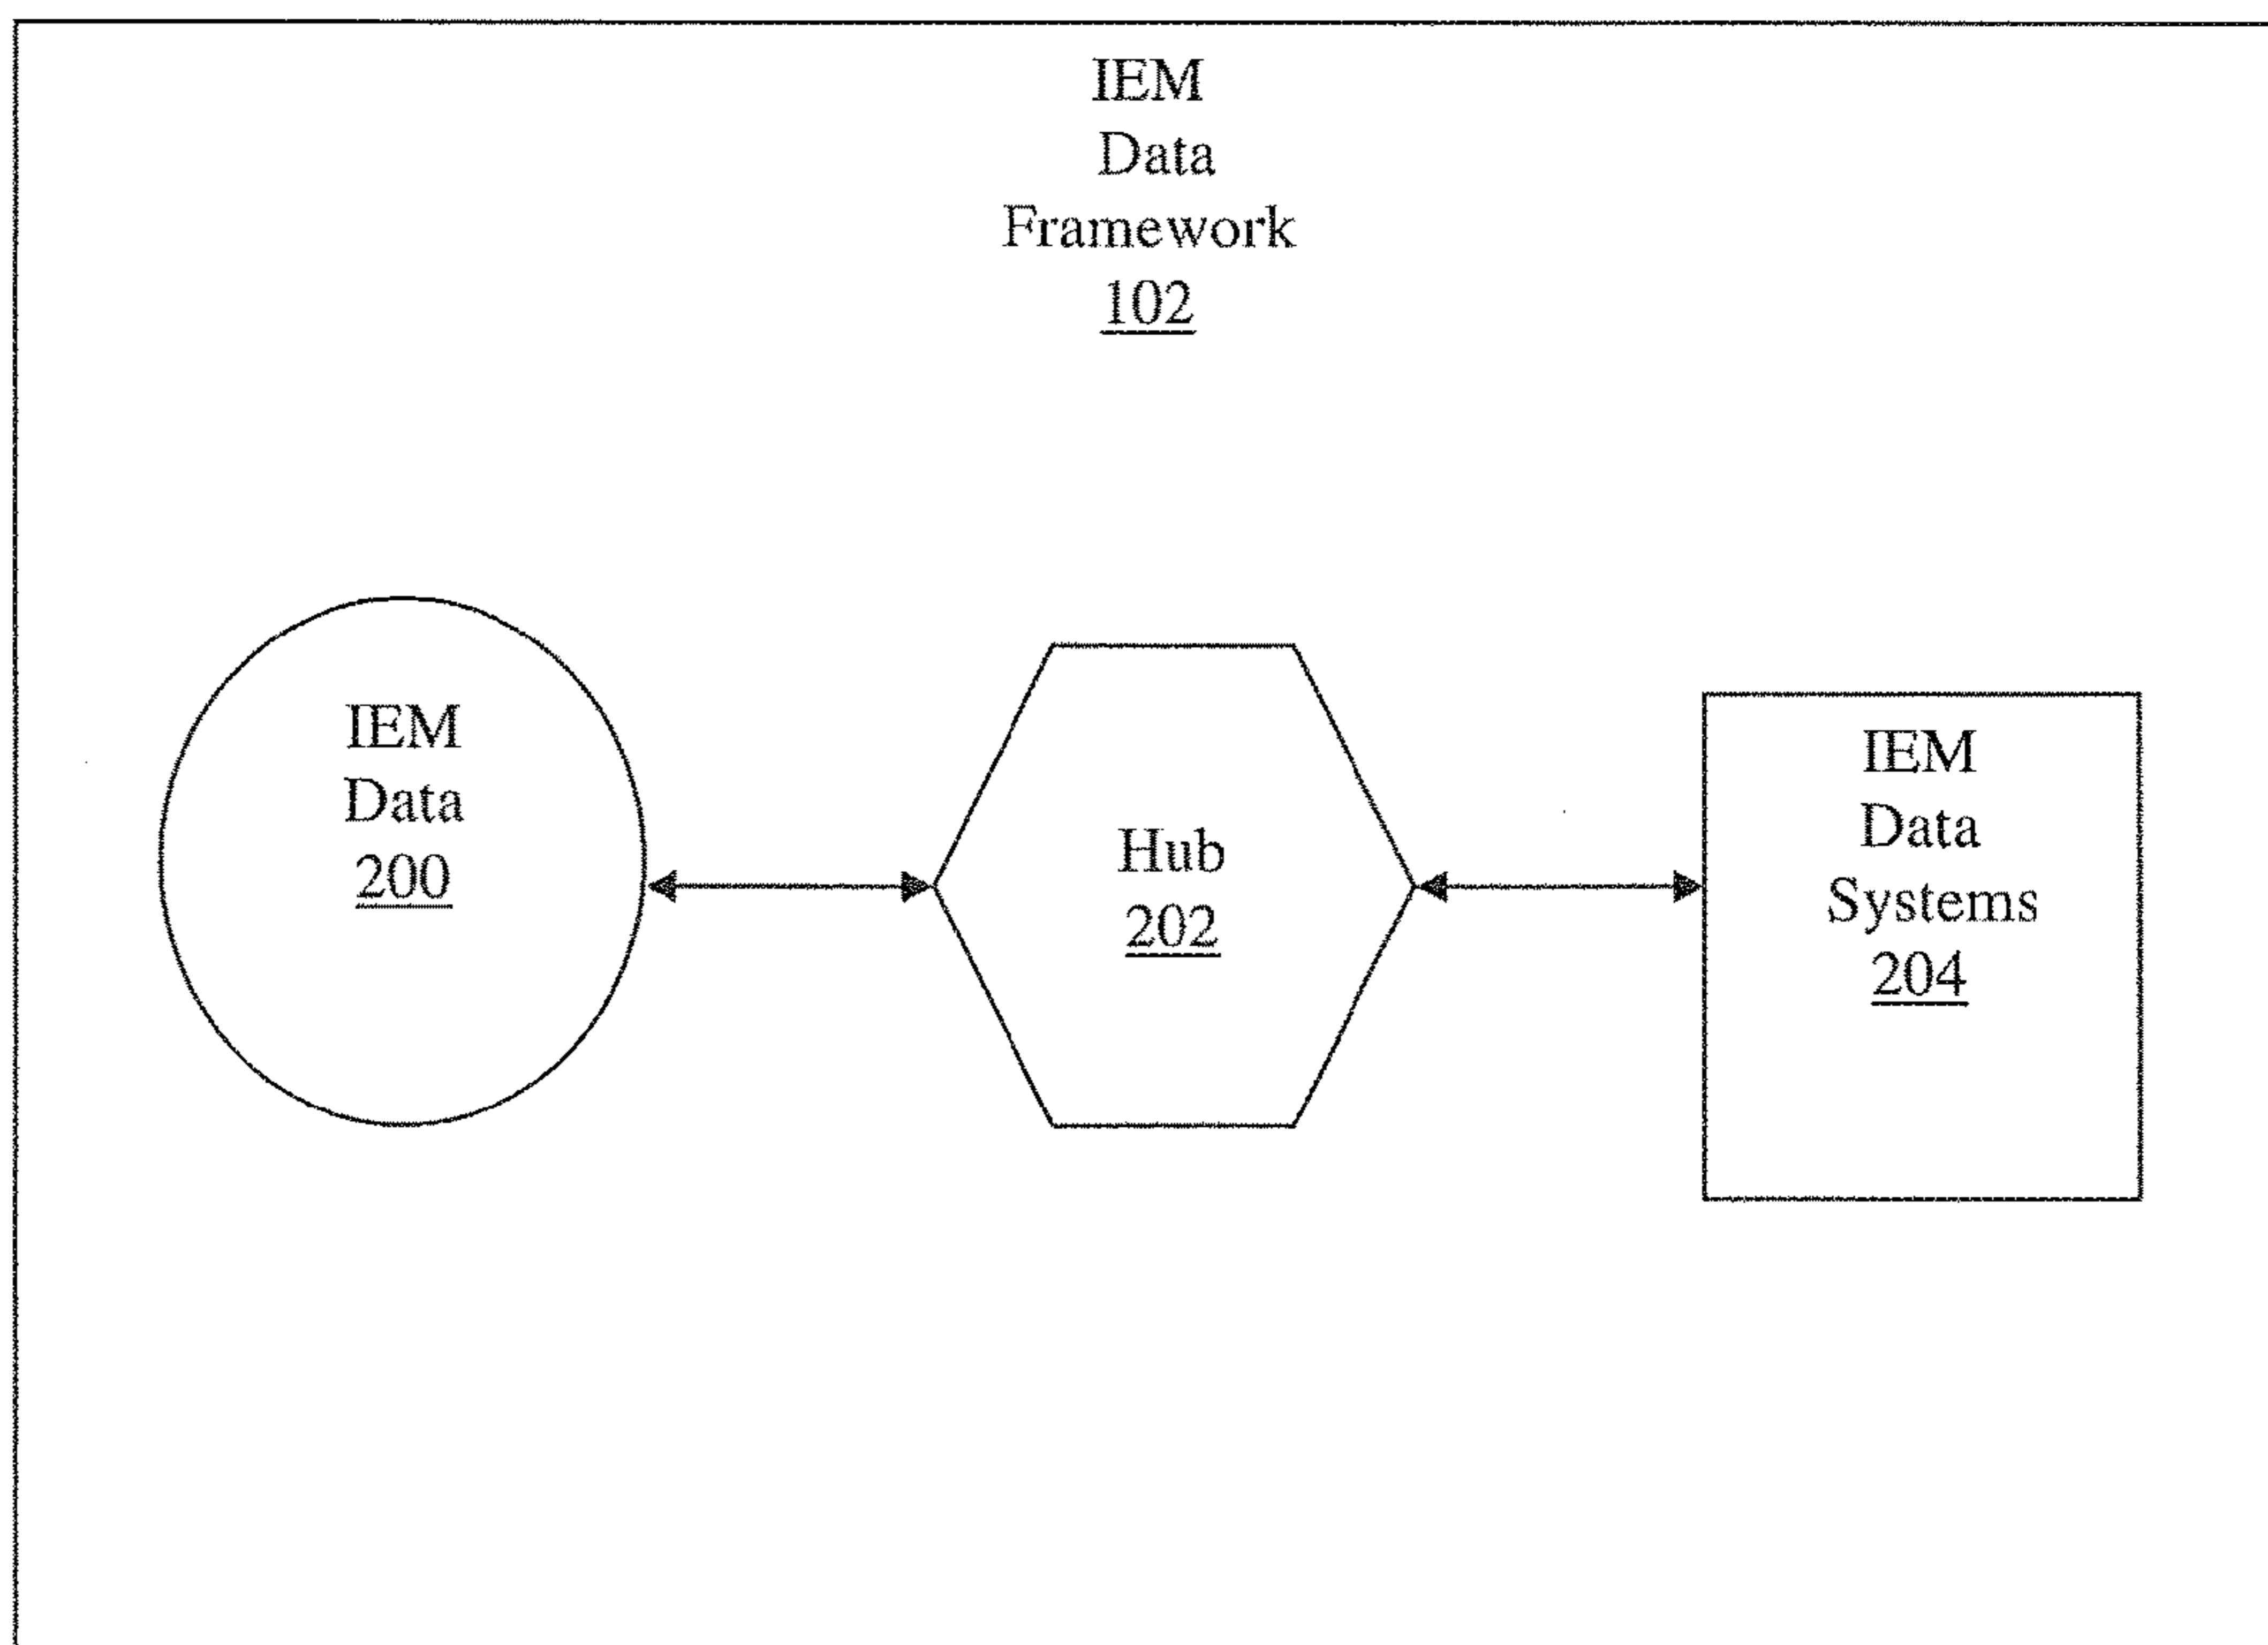 IEM
Data
Framework
102
IEM
Data
200
Hub
202
IEM
Data
Systems
204